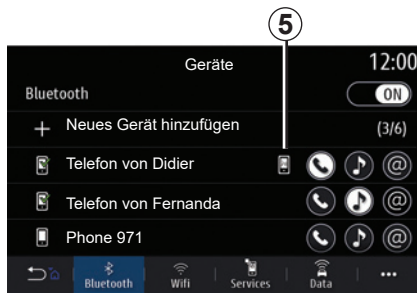 5
Geräte
12:00
Bluetooth
ON
Neues Gerät hinzufügen
(3/6)
Telefon von Didier
@
Telefon von Fernanda
@
Phone 971
@
Bluetooth
Wifi
Services
Data